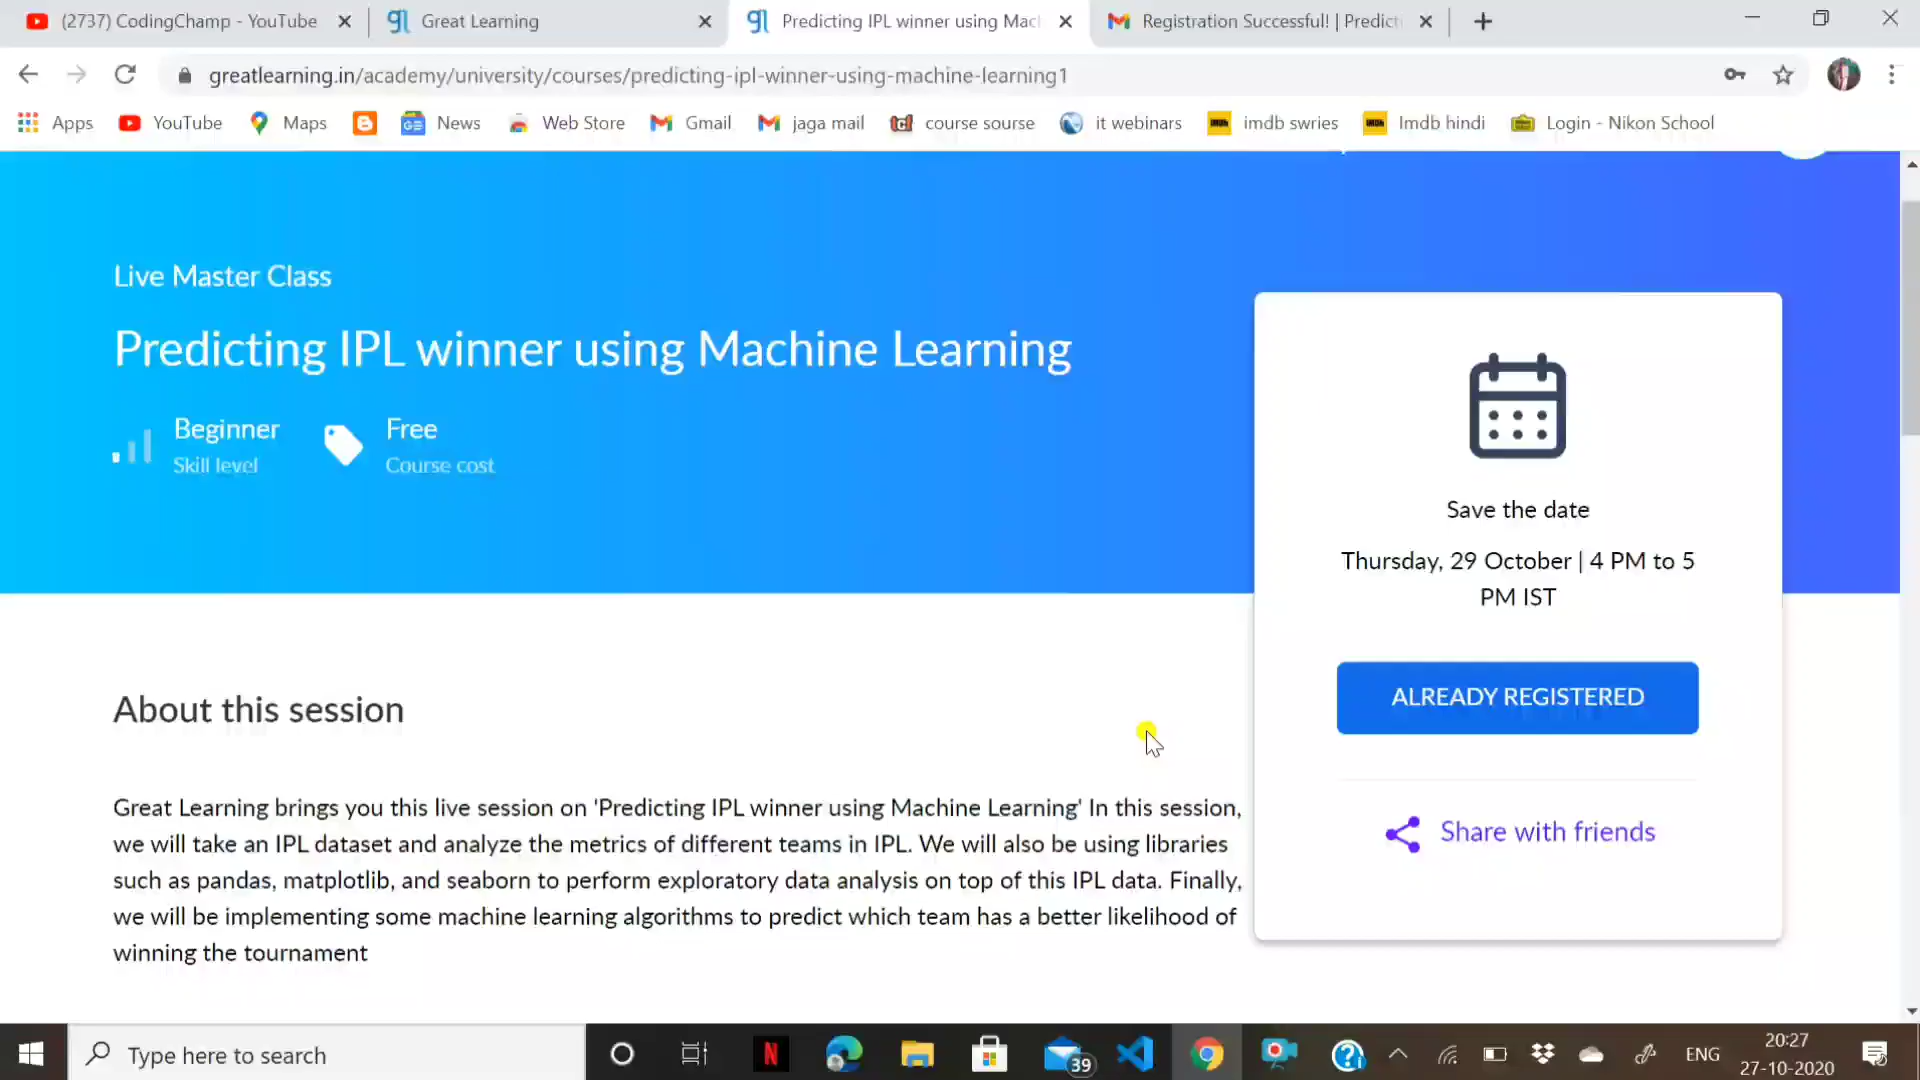 (2737) CodingChamp - YouTube
Great Learning
Predicting IPL winner using Mac
Registration Successful! | Predict
greatlearning.in/academy/university/courses/predicting-ipl-winner-using-machine-learning1
Apps
YouTube
Maps
News
Web Store
Gmail
jaga mail
course sourse
it webinars
imdb swries
Imdb hindi
Login - Nikon School
Live Master Class
Predicting IPL winner using Machine Learning
Beginner
Skill level
Free
Course cost
Save the date
Thursday, 29 October | 4 PM to 5
PM IST
ALREADY REGISTERED
Share with friends
About this session
Great Learning brings you this live session on 'Predicting IPL winner using Machine Learning' In this session,
we will take an IPL dataset and analyze the metrics of different teams in IPL. We will also be using libraries
such as pandas, matplotlib, and seaborn to perform exploratory data analysis on top of this IPL data. Finally,
we will be implementing some machine learning algorithms to predict which team has a better likelihood of
winning the tournament
Type here to search
39
ENG
20:27
27-10-2020